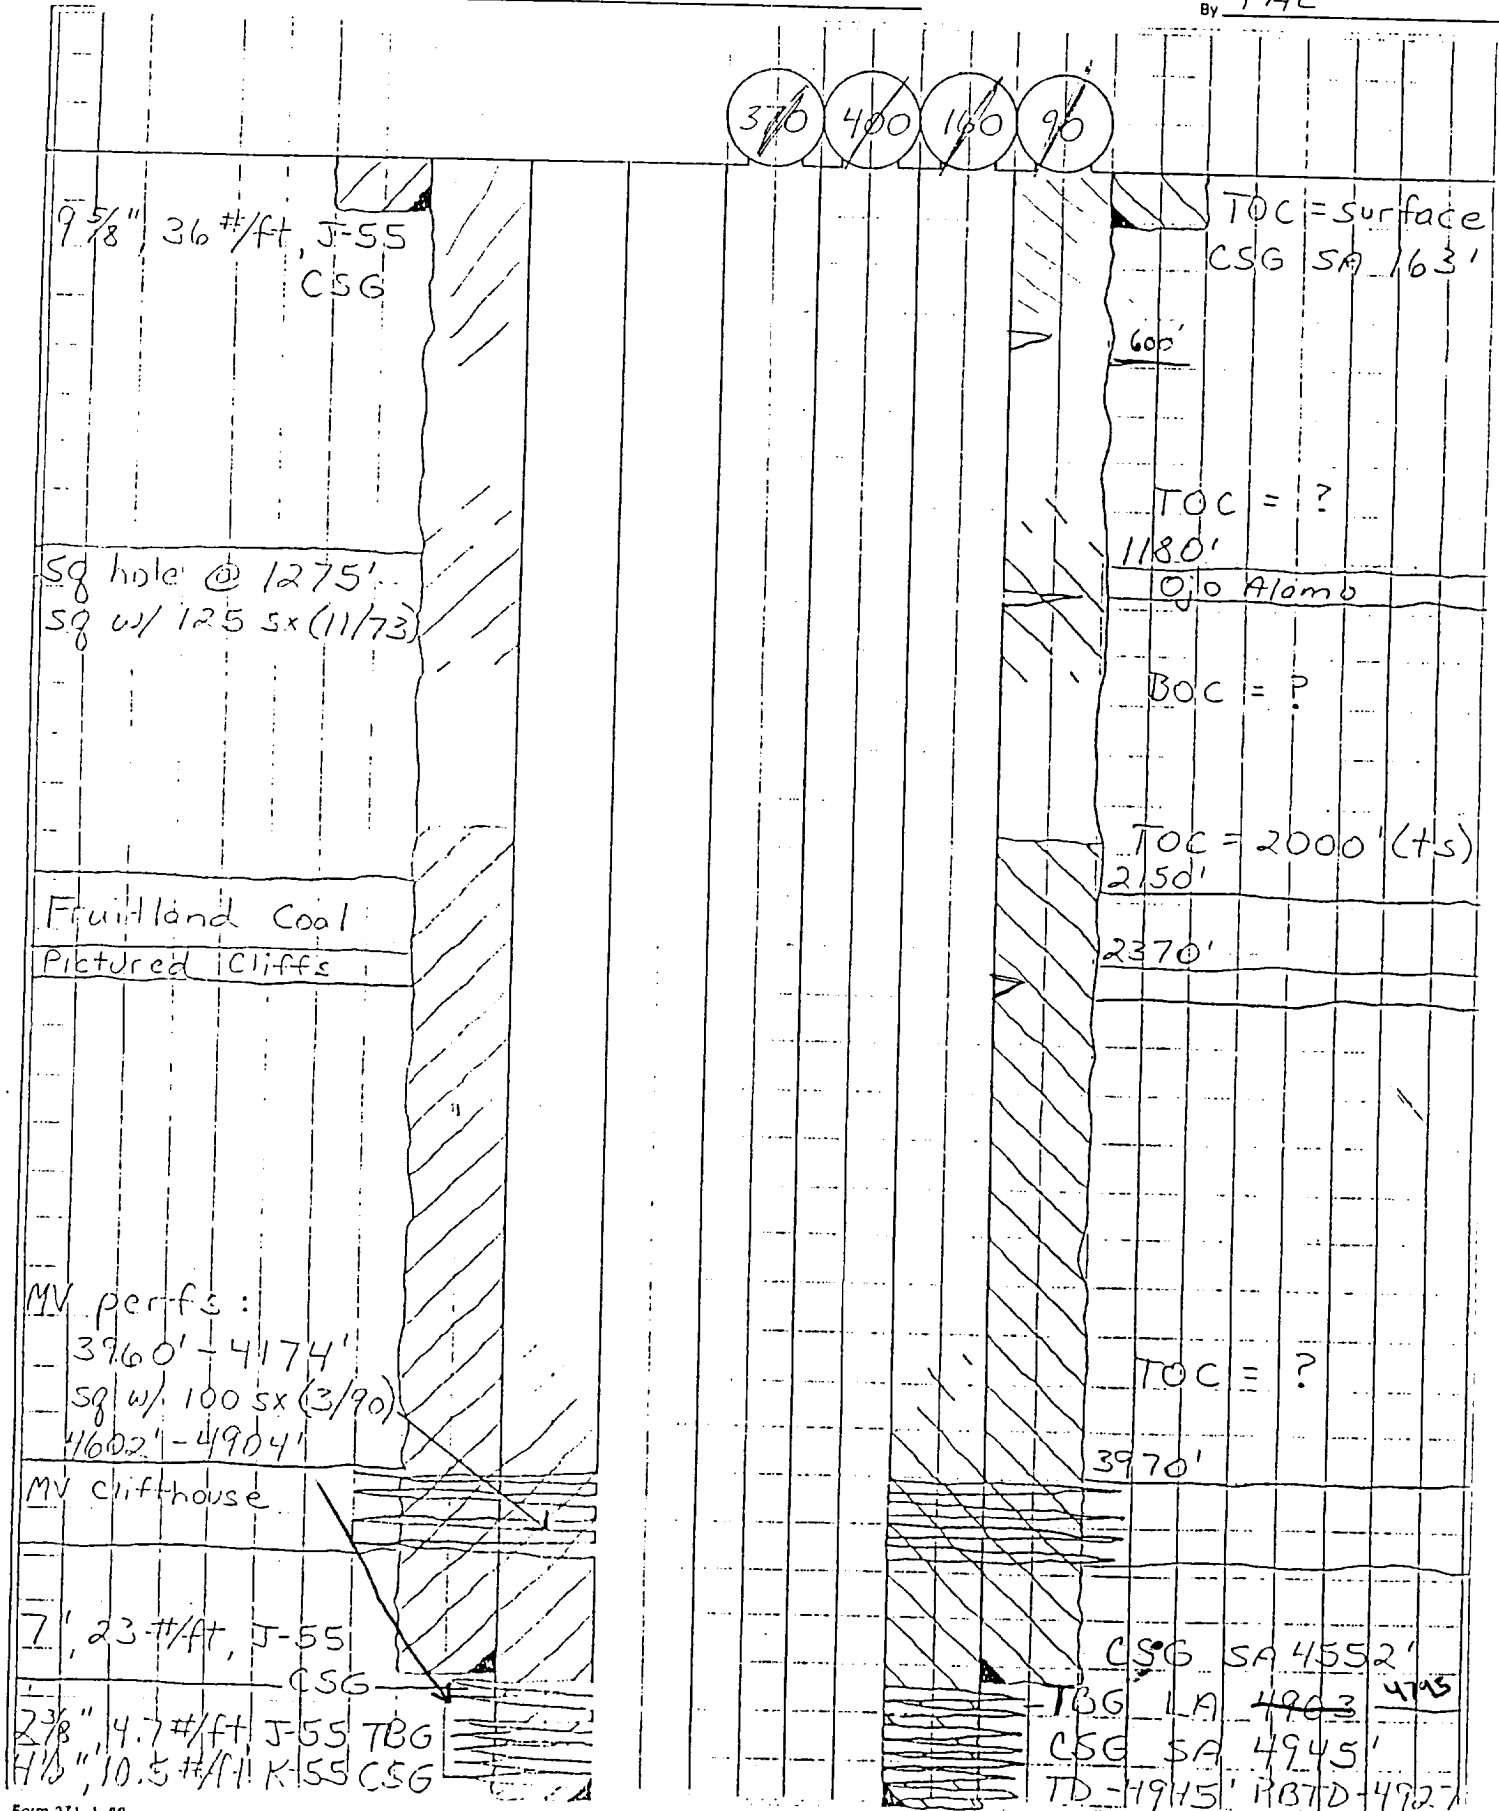 By
370 400 160 90
9 5/8", 36 #/ft, J-55
CSG
TOC = surface
CSG SA 163'
600'
TOC = ?
1180'
Ojo Alamo
Sq hole @ 1275'
sq w/ 125 sx (11/73)
BOC = ?
TOC = 2000' (ts)
2150'
Fruitland Coal
2370'
Pictured Cliffs
MV perfs:
3960' - 4174'
sq w/ 100 sx (3/90)
4602' - 4904'
TOC = ?
3970'
MV Cliffhouse
7", 23 #/ft, J-55
CSG
CSG SA 4552'
TBG LA 4903 4795
2 3/8", 4.7 #/ft J-55 TBG
CSG SA 4945'
4 1/2", 10.5 #/ft K-55 CSG
TD - 4945' PBTD - 4927